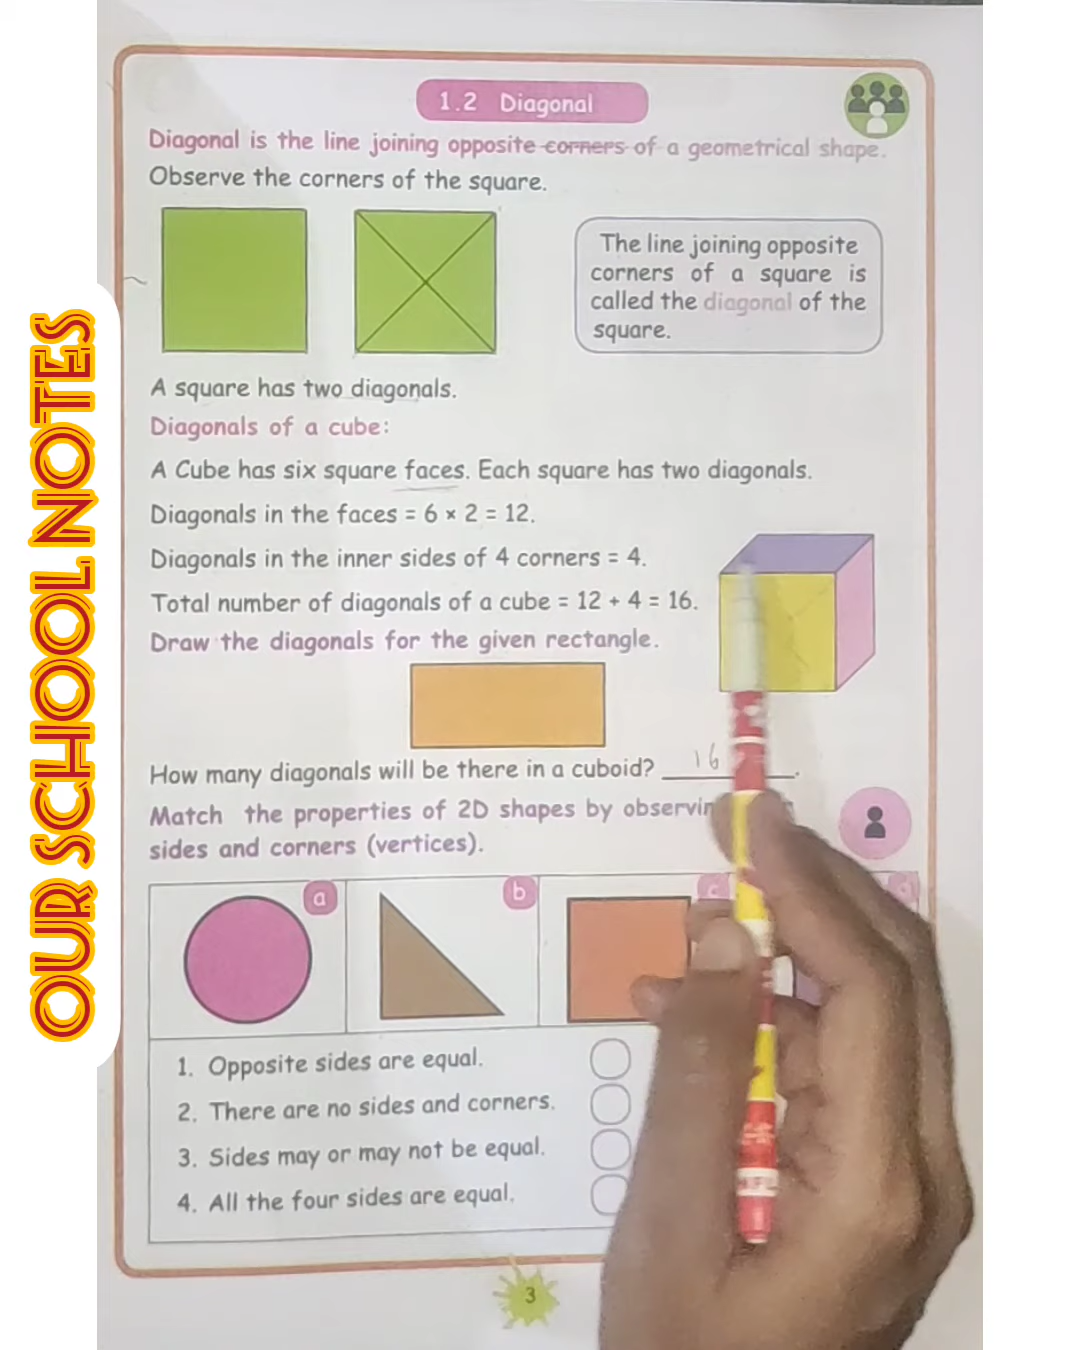 1.2 Diagonal
Diagonal is the line joining opposite corners of a geometrical shape.
Observe the corners of the square.
The line joining opposite
corners of a square is
called the diagonal of the
square.
A square has two diagonals.
Diagonals of a cube:
A Cube has six square faces. Each square has two diagonals.
Diagonals in the faces = 6 × 2 = 12.
Diagonals in the inner sides of 4 corners = 4.
Total number of diagonals of a cube = 12 + 4 = 16.
Draw the diagonals for the given rectangle.
How many diagonals will be there in a cuboid? 16.
Match the properties of 2D shapes by observin
sides and corners (vertices).
a
b
c
d
1. Opposite sides are equal.
2. There are no sides and corners.
3. Sides may or may not be equal.
4. All the four sides are equal.
3
OUR SCHOOL NOTES